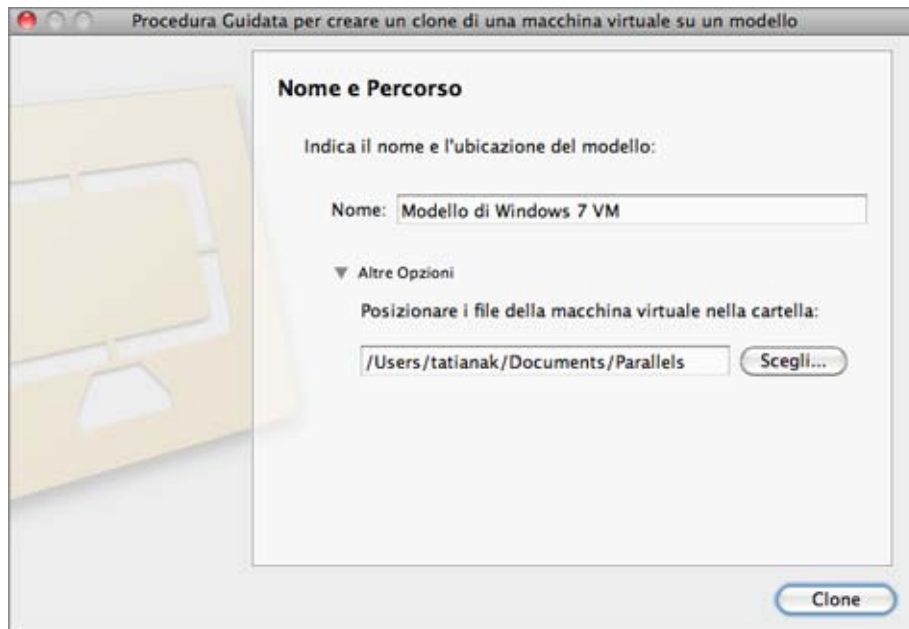 Procedura Guidata per creare un clone di una macchina virtuale su un modello
Nome e Percorso
Indica il nome e l'ubicazione del modello:
Nome: Modello di Windows 7 VM
Altre Opzioni
Posizionare i file della macchina virtuale nella cartella:
/Users/tatianak/Documents/Parallels Scegli...
Clone